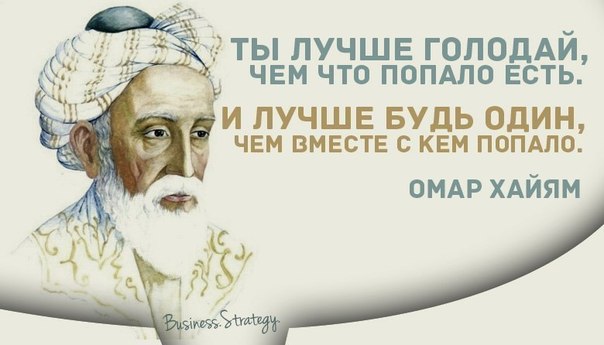 ТЫ ЛУЧШЕ ГОЛОДАЙ,
ЧЕМ ЧТО ПОПАЛО ЕСТЬ.
И ЛУЧШЕ БУДЬ ОДИН,
ЧЕМ ВМЕСТЕ С КЕМ ПОПАЛО.
ОМАР ХАЙЯМ
Business.Strategy.